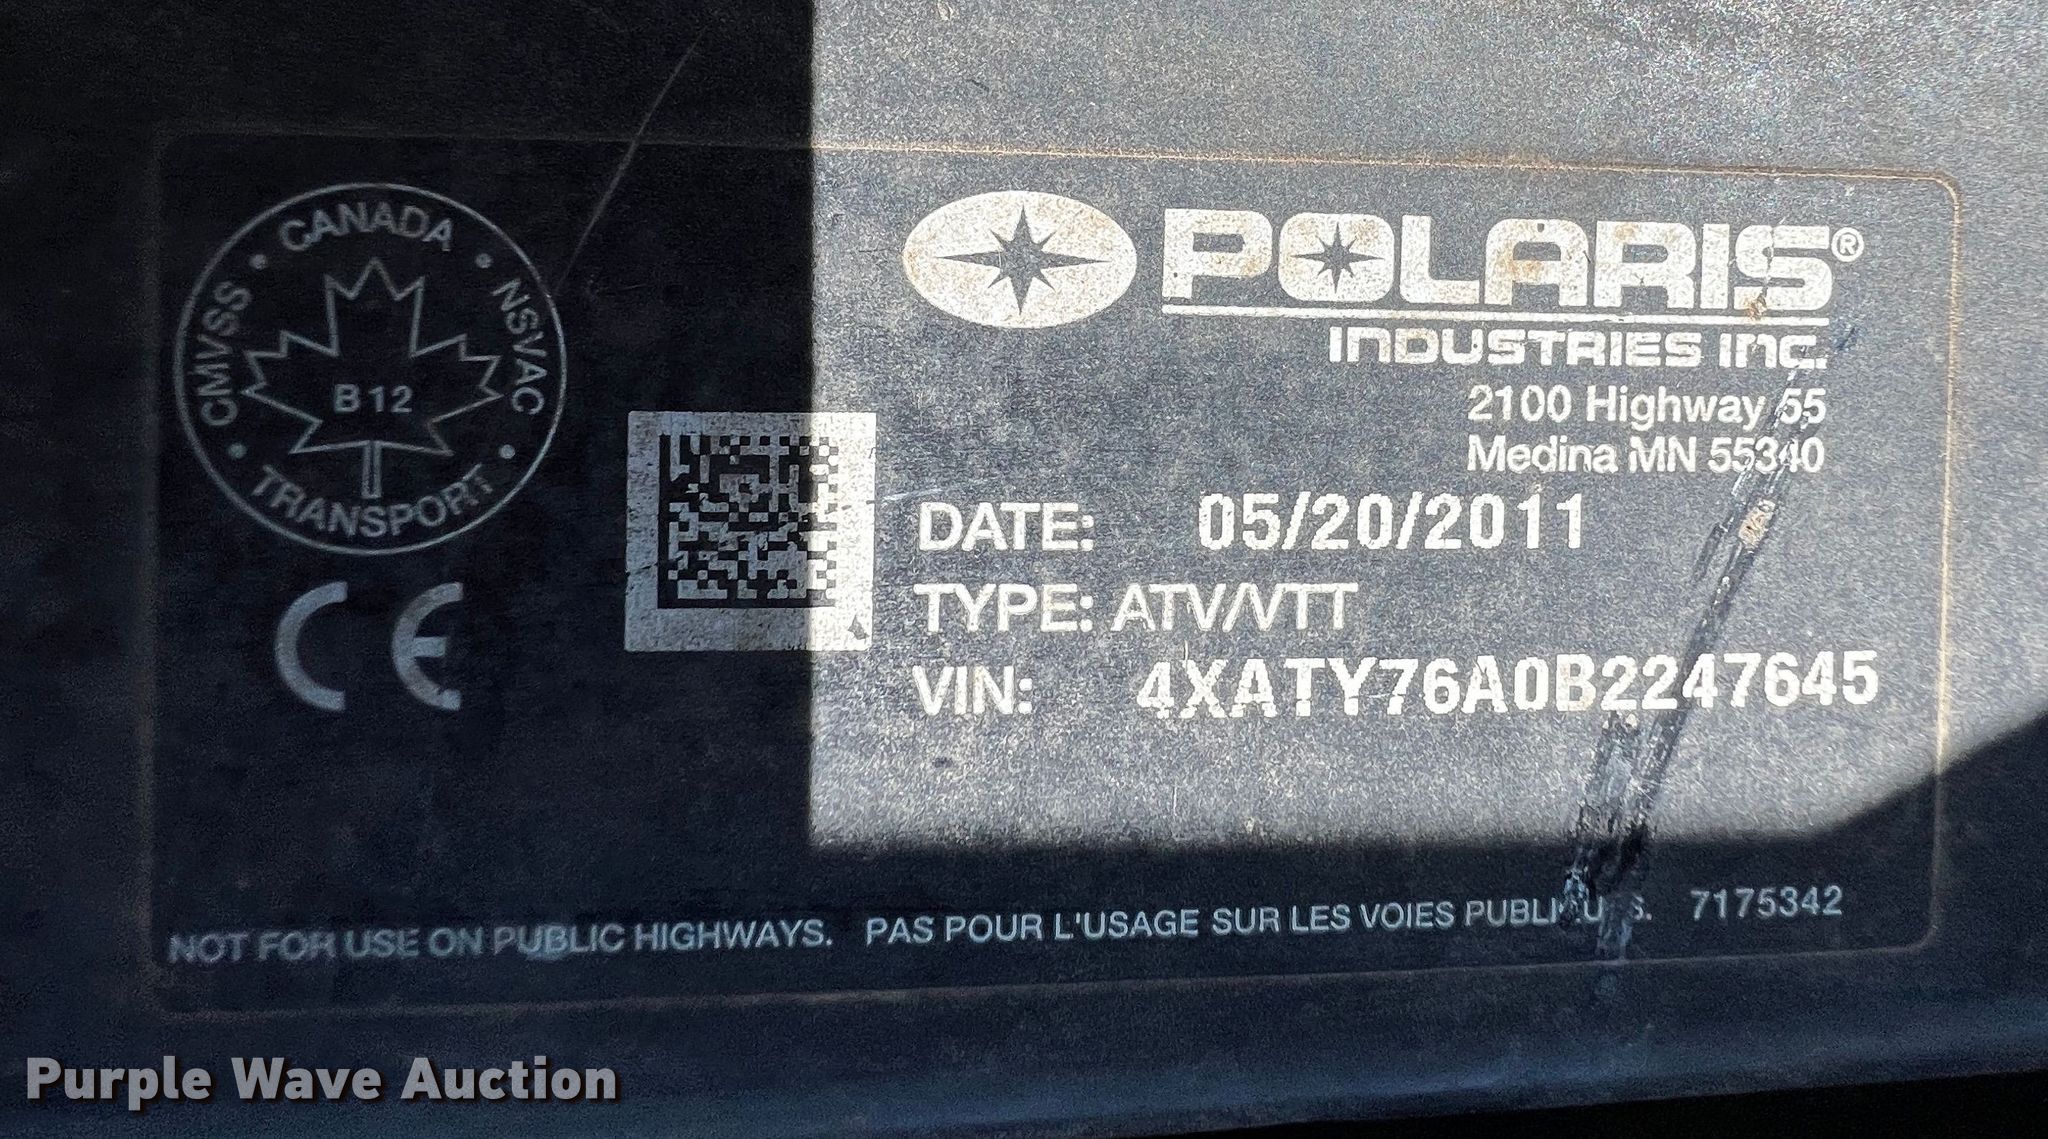 CANADA
CMVSS
NSVAC
B12
TRANSPORT
CE
POLARIS®
INDUSTRIES INC.
2100 Highway 55
Medina MN 55340
DATE: 05/20/2011
TYPE: ATV/VTT
VIN: 4XATY76A0B2247645
NOT FOR USE ON PUBLIC HIGHWAYS. PAS POUR L'USAGE SUR LES VOIES PUBLIQUES. 7175342
Purple Wave Auction